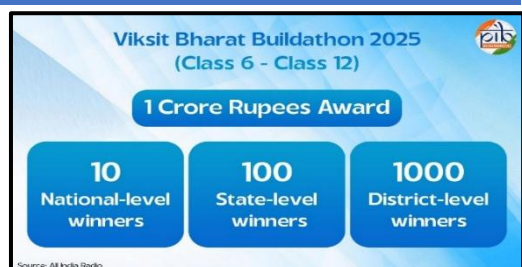 Viksit Bharat Buildathon 2025
(Class 6 - Class 12)
pib
1 Crore Rupees Award
10
National-level
winners
100
State-level
winners
1000
District-level
winners
Source: All India Radio